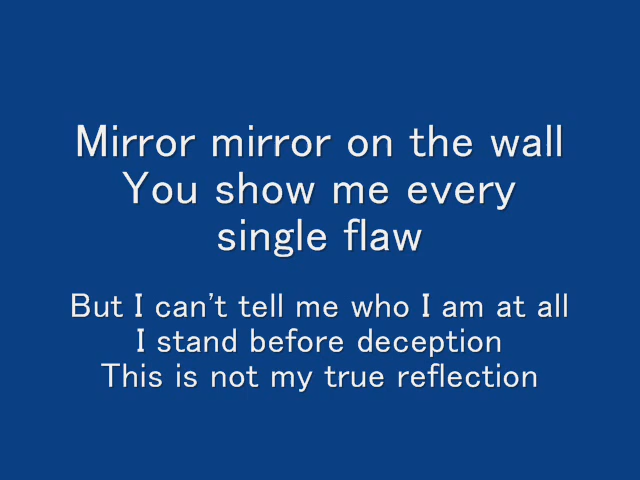 Mirror mirror on the wall
You show me every
single flaw
But I can't tell me who I am at all
I stand before deception
This is not my true reflection